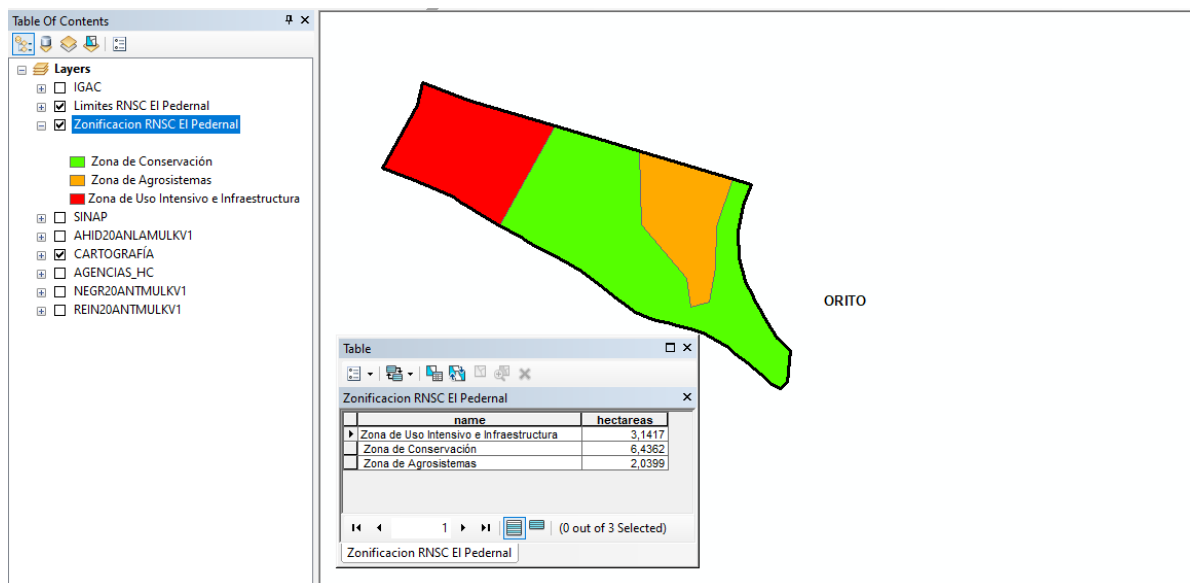 Table Of Contents
Layers
IGAC
Limites RNSC El Pedernal
Zonificacion RNSC El Pedernal
Zona de Conservación
Zona de Agrosistemas
Zona de Uso Intensivo e Infraestructura
SINAP
AHID20ANLAMULKV1
CARTOGRAFÍA
AGENCIAS_HC
NEGR20ANTMULKV1
REIN20ANTMULKV1
ORITO
Table
Zonificacion RNSC El Pedernal
name hectareas
Zona de Uso Intensivo e Infraestructura 3,1417
Zona de Conservación 6,4362
Zona de Agrosistemas 2,0399
1 (0 out of 3 Selected)
Zonificacion RNSC El Pedernal